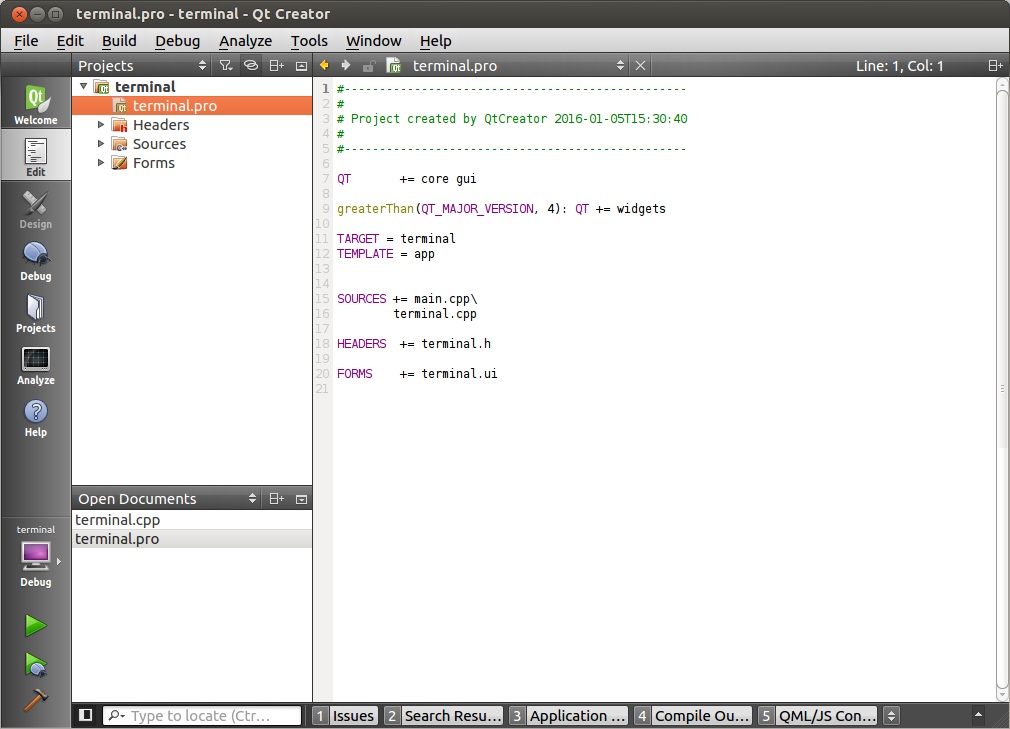 terminal.pro - terminal - Qt Creator
File Edit Build Debug Analyze Tools Window Help
Projects
terminal.pro
Line: 1, Col: 1
Qt
Welcome
Edit
Design
Debug
Projects
Analyze
Help
terminal
Debug
terminal
terminal.pro
Headers
Sources
Forms
Open Documents
terminal.cpp
terminal.pro
1 #-------------------------------------------------
2 #
3 # Project created by QtCreator 2016-01-05T15:30:40
4 #
5 #-------------------------------------------------
6
7 QT       += core gui
8
9 greaterThan(QT_MAJOR_VERSION, 4): QT += widgets
10
11 TARGET = terminal
12 TEMPLATE = app
13
14
15 SOURCES += main.cpp\
16         terminal.cpp
17
18 HEADERS  += terminal.h
19
20 FORMS    += terminal.ui
21
Type to locate (Ctr...
1 Issues
2 Search Resu...
3 Application ...
4 Compile Ou...
5 QML/JS Con...